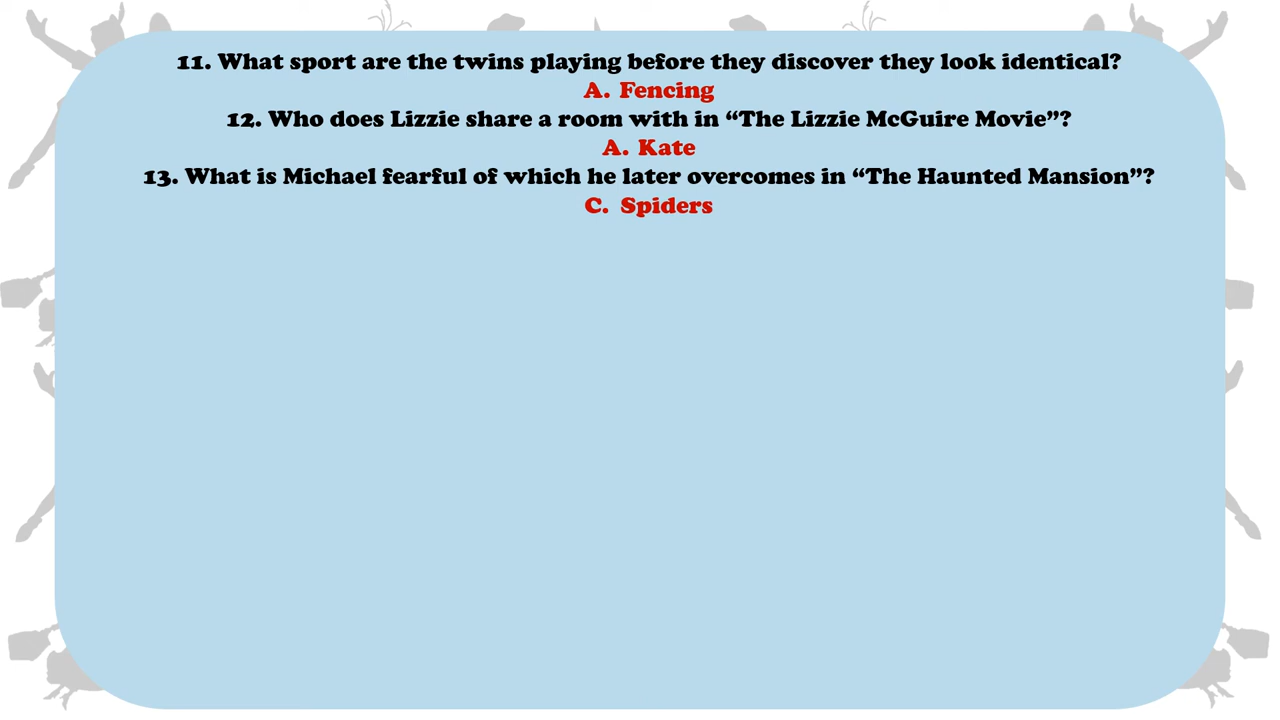 11. What sport are the twins playing before they discover they look identical?
A. Fencing
12. Who does Lizzie share a room with in “The Lizzie McGuire Movie”?
A. Kate
13. What is Michael fearful of which he later overcomes in “The Haunted Mansion”?
C. Spiders